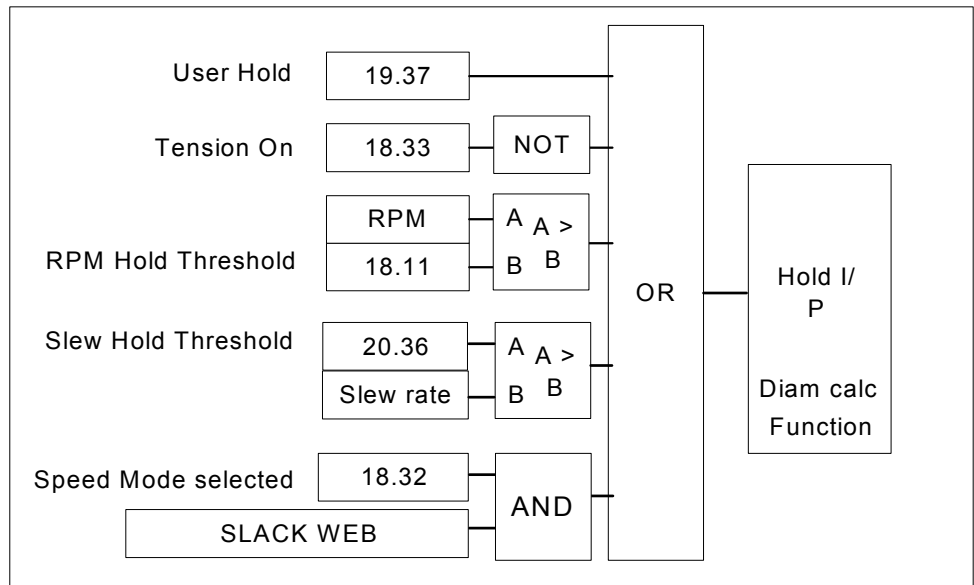 User Hold 19.37
Tension On 18.33 NOT
RPM A A >
RPM Hold Threshold 18.11 B B
OR
Hold I/
P
Slew Hold Threshold 20.36 A A >
Slew rate B B
Diam calc
Function
Speed Mode selected 18.32
AND
SLACK WEB